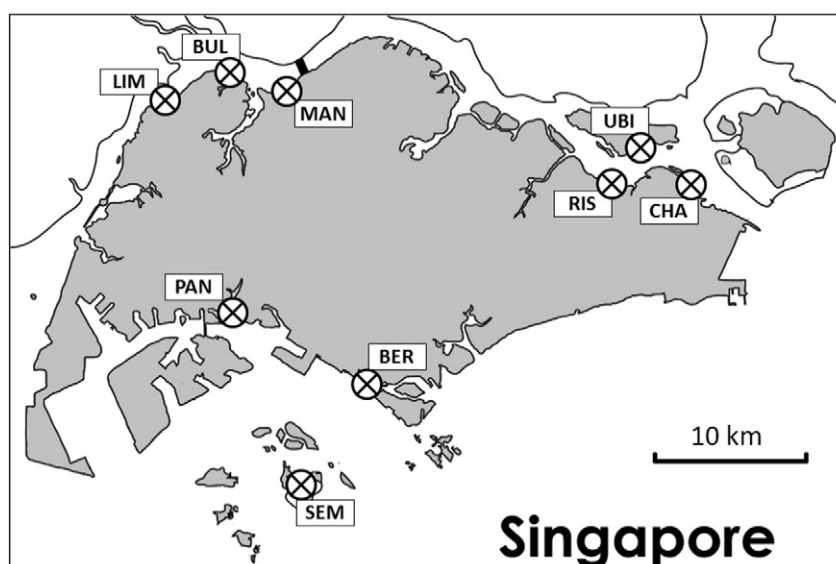 BUL
LIM
MAN
UBI
RIS
CHA
PAN
BER
10 km
SEM
Singapore